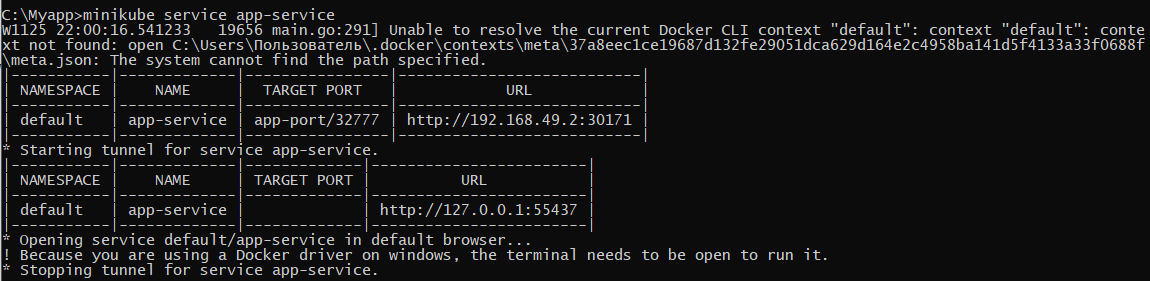 C:\Myapp>minikube service app-service
W1125 22:00:16.541233   19656 main.go:291] Unable to resolve the current Docker CLI context "default": context "default": conte
xt not found: open C:\Users\Пользователь\.docker\contexts\meta\37a8eec1ce19687d132fe29051dca629d164e2c4958ba141d5f4133a33f0688f
\meta.json: The system cannot find the path specified.
|-----------|-------------|----------------|---------------------------|
| NAMESPACE |    NAME     |  TARGET PORT   |            URL            |
|-----------|-------------|----------------|---------------------------|
| default   | app-service | app-port/32777 | http://192.168.49.2:30171 |
|-----------|-------------|----------------|---------------------------|
* Starting tunnel for service app-service.
|-----------|-------------|-------------|------------------------|
| NAMESPACE |    NAME     | TARGET PORT |          URL           |
|-----------|-------------|-------------|------------------------|
| default   | app-service |             | http://127.0.0.1:55437 |
|-----------|-------------|-------------|------------------------|
* Opening service default/app-service in default browser...
! Because you are using a Docker driver on windows, the terminal needs to be open to run it.
* Stopping tunnel for service app-service.